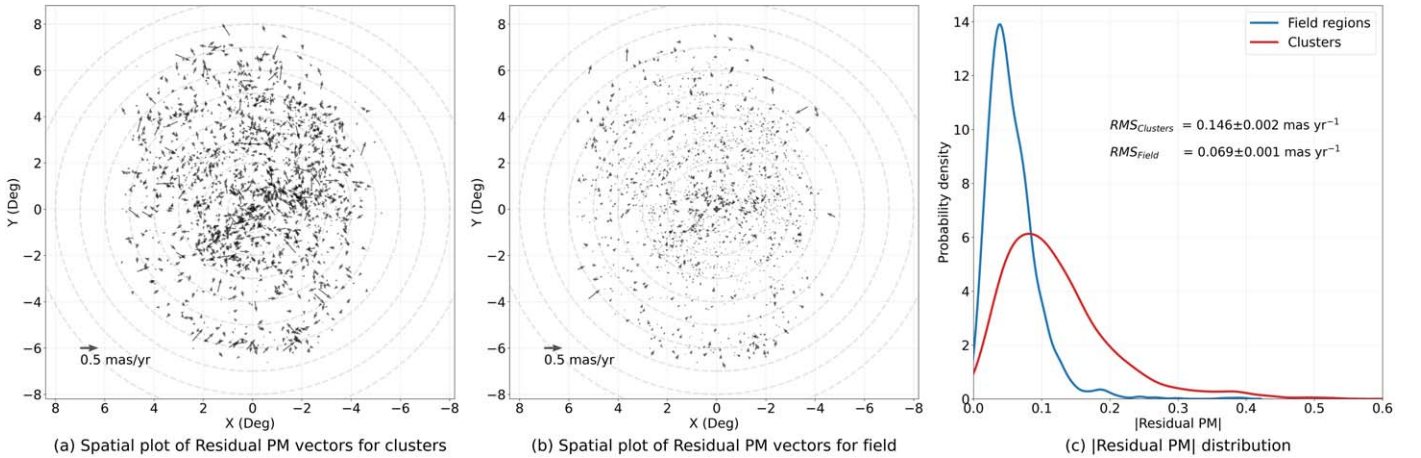 8
6
4
2
0
−2
−4
−6
−8
Y (Deg)
0.5 mas/yr
8 6 4 2 0 −2 −4 −6 −8
X (Deg)
(a) Spatial plot of Residual PM vectors for clusters
8
6
4
2
0
−2
−4
−6
−8
Y (Deg)
0.5 mas/yr
8 6 4 2 0 −2 −4 −6 −8
X (Deg)
(b) Spatial plot of Residual PM vectors for field
14
12
10
8
6
4
2
0
Probability density
Field regions
Clusters
RMS_Clusters = 0.146±0.002 mas yr⁻¹
RMS_Field = 0.069±0.001 mas yr⁻¹
0.0 0.1 0.2 0.3 0.4 0.5 0.6
|Residual PM|
(c) |Residual PM| distribution